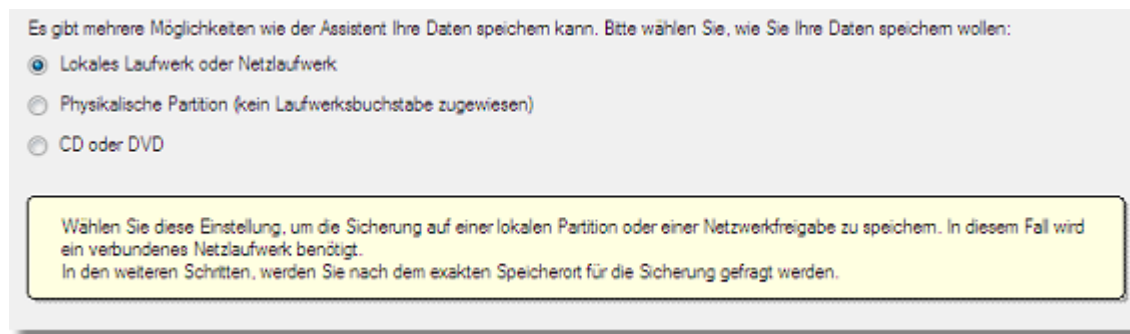 Es gibt mehrere Möglichkeiten wie der Assistent Ihre Daten speichern kann. Bitte wählen Sie, wie Sie Ihre Daten speichern wollen:
Lokales Laufwerk oder Netzlaufwerk
Physikalische Partition (kein Laufwerksbuchstabe zugewiesen)
CD oder DVD
Wählen Sie diese Einstellung, um die Sicherung auf einer lokalen Partition oder einer Netzwerkfreigabe zu speichern. In diesem Fall wird
ein verbundenes Netzlaufwerk benötigt.
In den weiteren Schritten, werden Sie nach dem exakten Speicherort für die Sicherung gefragt werden.